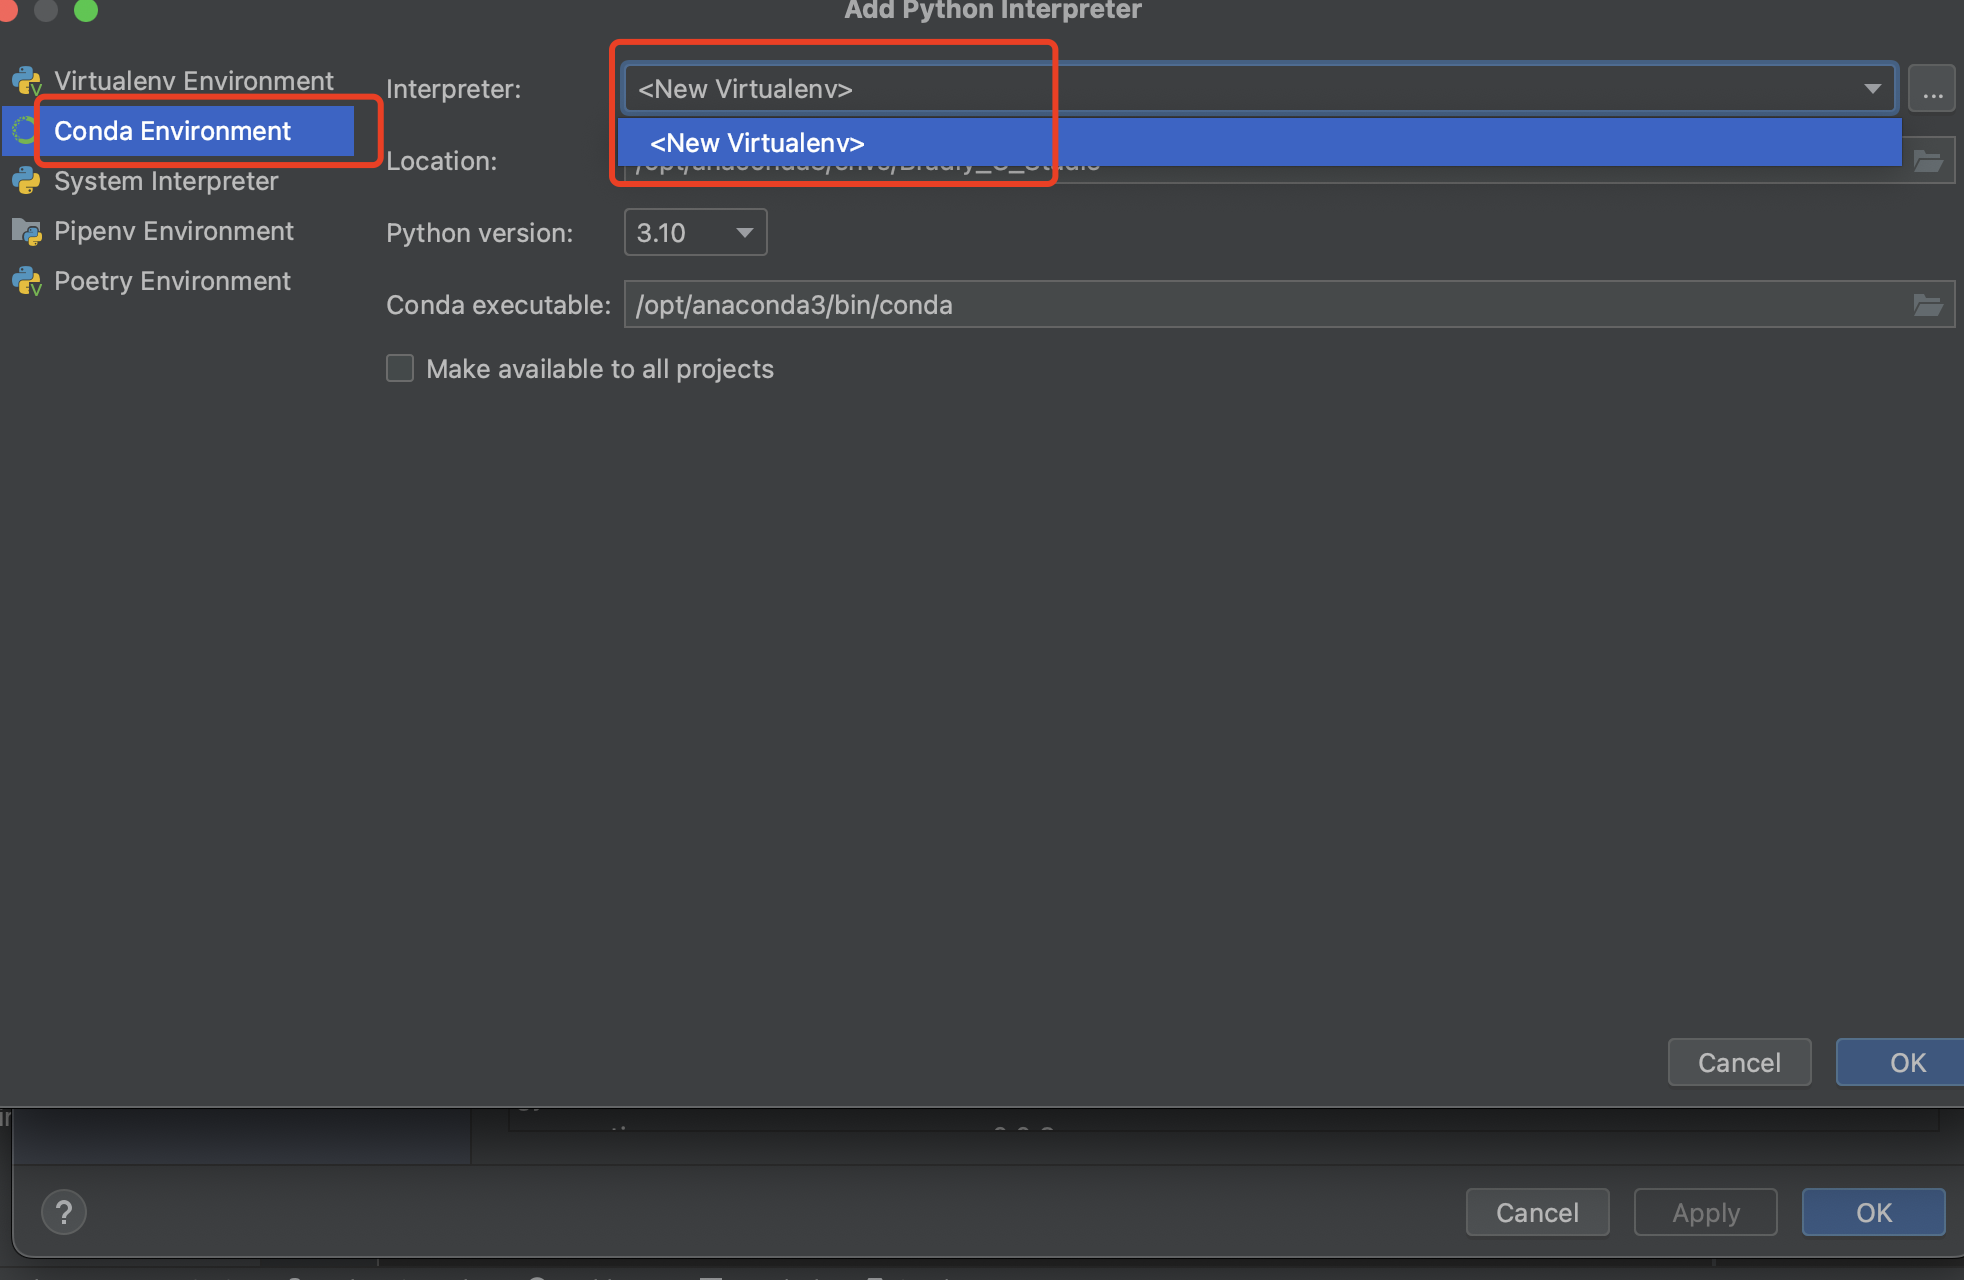 Add Python Interpreter
Virtualenv Environment
Conda Environment
System Interpreter
Pipenv Environment
Poetry Environment
Interpreter: <New Virtualenv> ...
<New Virtualenv>
Location:
Python version: 3.10
Conda executable: /opt/anaconda3/bin/conda
Make available to all projects
Cancel OK
? Cancel Apply OK